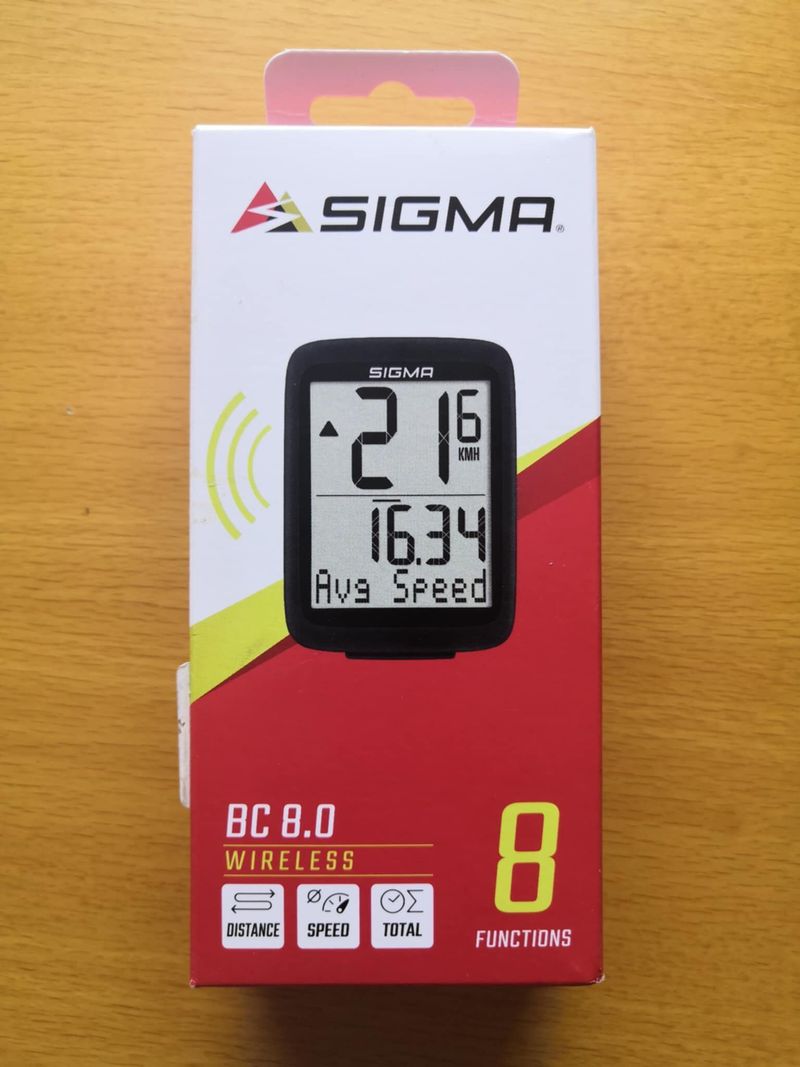 SIGMA®
SIGMA
21 6
KMH
16.34
Avg Speed
BC 8.0
WIRELESS
DISTANCE
SPEED
TOTAL
8
FUNCTIONS